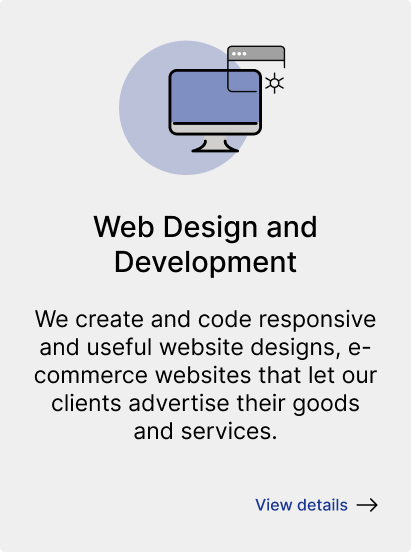 Web Design and
Development
We create and code responsive
and useful website designs, e-
commerce websites that let our
clients advertise their goods
and services.
View details